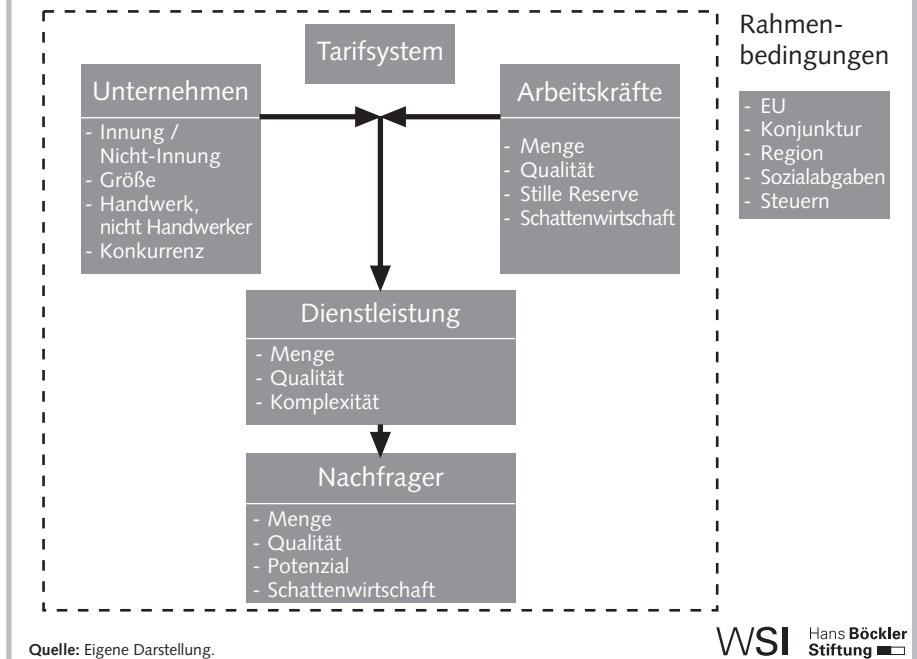 Tarifsystem
Unternehmen
- Innung /
Nicht-Innung
- Größe
- Handwerk,
nicht Handwerker
- Konkurrenz
Arbeitskräfte
- Menge
- Qualität
- Stille Reserve
- Schattenwirtschaft
Dienstleistung
- Menge
- Qualität
- Komplexität
Nachfrager
- Menge
- Qualität
- Potenzial
- Schattenwirtschaft
Rahmen-
bedingungen
- EU
- Konjunktur
- Region
- Sozialabgaben
- Steuern
Quelle: Eigene Darstellung.
WSI
Hans Böckler
Stiftung